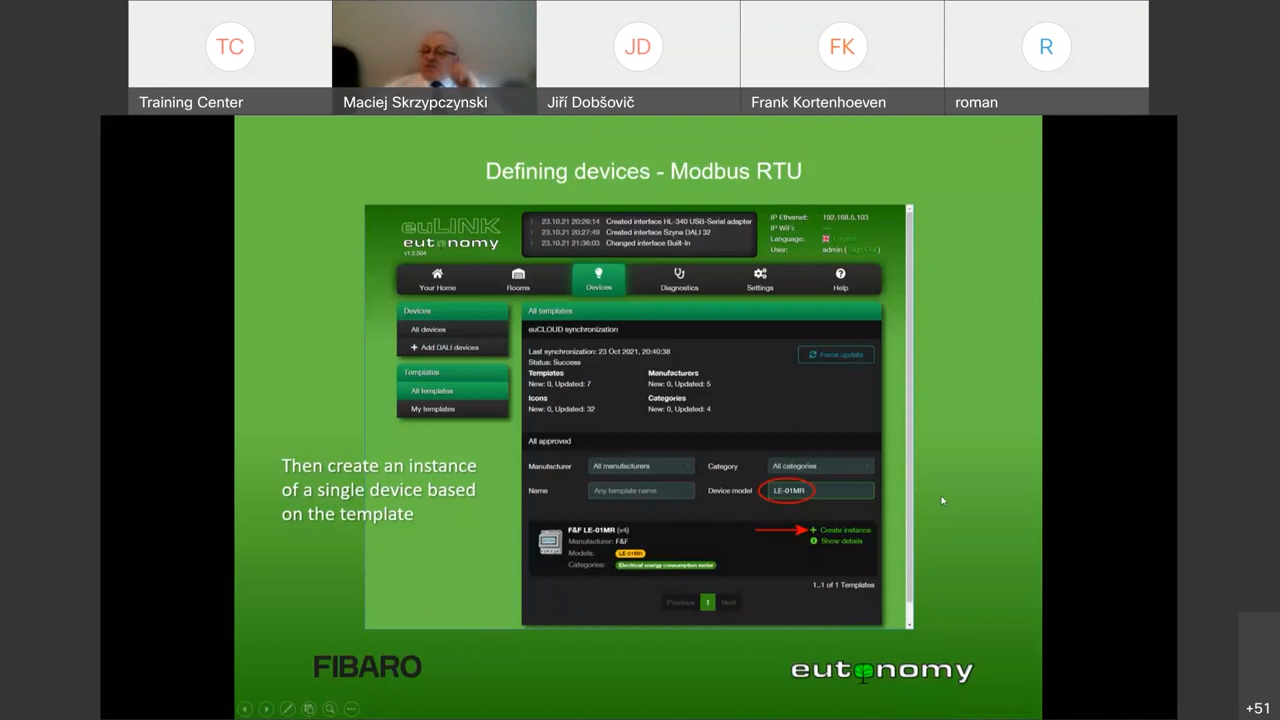 TC
JD
FK
R
Training Center
Maciej Skrzypczynski
Jiří Dobšovič
Frank Kortenhoeven
roman
Defining devices - Modbus RTU
euLINK
eutonomy
v1.2.504
23.10.21 20:26:14 Created interface HL-340 USB-Serial adapter
23.10.21 20:27:49 Created interface Szyna DALI 32
23.10.21 21:36:03 Changed interface Built-In
IP Ethernet: 192.168.5.103
IP WiFi: ---
Language: English
User: admin (Sign Out)
Your Home
Rooms
Devices
Diagnostics
Settings
Help
Devices
All devices
+ Add DALI devices
Templates
All templates
My templates
All templates
euCLOUD synchronization
Last synchronization: 23 Oct 2021, 20:40:38
Status: Success
Force update
Templates
New: 0, Updated: 7
Manufacturers
New: 0, Updated: 5
Icons
New: 0, Updated: 32
Categories
New: 0, Updated: 4
All approved
Manufacturer All manufacturers Category All categories
Name Any template name Device model LE-01MR
F&F LE-01MR (v4)
Manufacturer: F&F
Models: LE-01MR
Categories: Electrical energy consumption meter
+ Create instance
Show details
1..1 of 1 Templates
Previous 1 Next
Then create an instance
of a single device based
on the template
FIBARO
eutonomy
+51